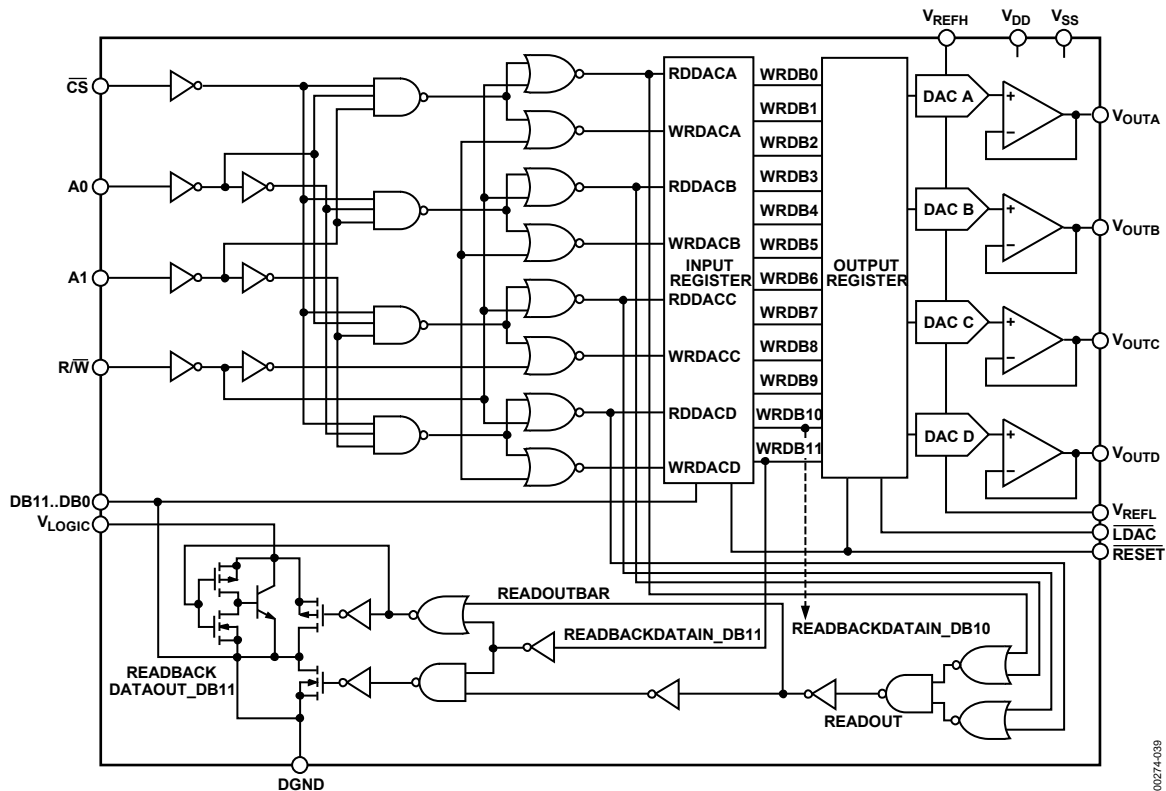 VREFH
VDD
VSS
CS
A0
A1
R/W
DB11..DB0
VLOGIC
RDDACA
WRDACA
RDDACB
WRDACB
INPUT
REGISTER
RDDACC
WRDACC
RDDACD
WRDACD
WRDB0
WRDB1
WRDB2
WRDB3
WRDB4
WRDB5
WRDB6
WRDB7
WRDB8
WRDB9
WRDB10
WRDB11
OUTPUT
REGISTER
DAC A
DAC B
DAC C
DAC D
+
−
+
−
+
−
+
−
VOUTA
VOUTB
VOUTC
VOUTD
VREFL
LDAC
RESET
READOUTBAR
READBACKDATAIN_DB11
READBACKDATAIN_DB10
READBACK
DATAOUT_DB11
READOUT
DGND
00274-039